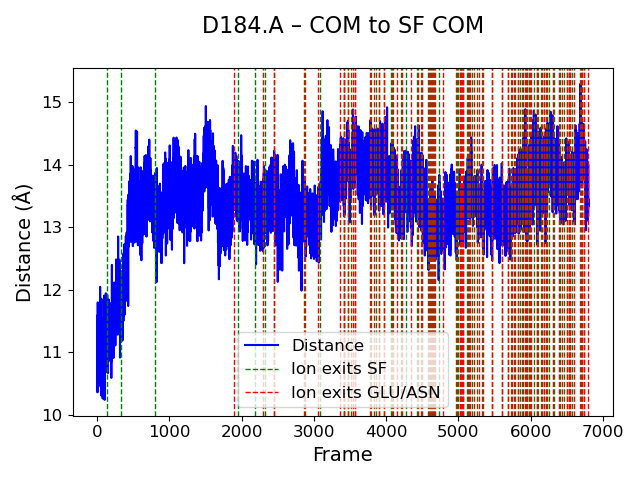 D184.A – COM to SF COM
Distance (Å)
15
14
13
12
11
10
Distance
Ion exits SF
Ion exits GLU/ASN
0
1000
2000
3000
4000
5000
6000
7000
Frame